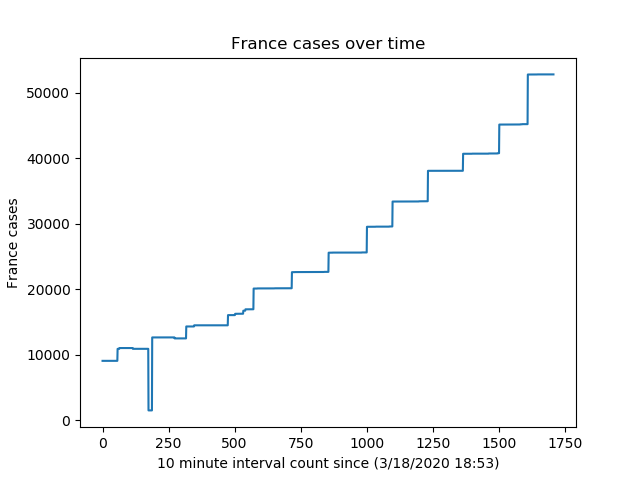 France cases over time
France cases
50000
40000
30000
20000
10000
0
0 250 500 750 1000 1250 1500 1750
10 minute interval count since (3/18/2020 18:53)